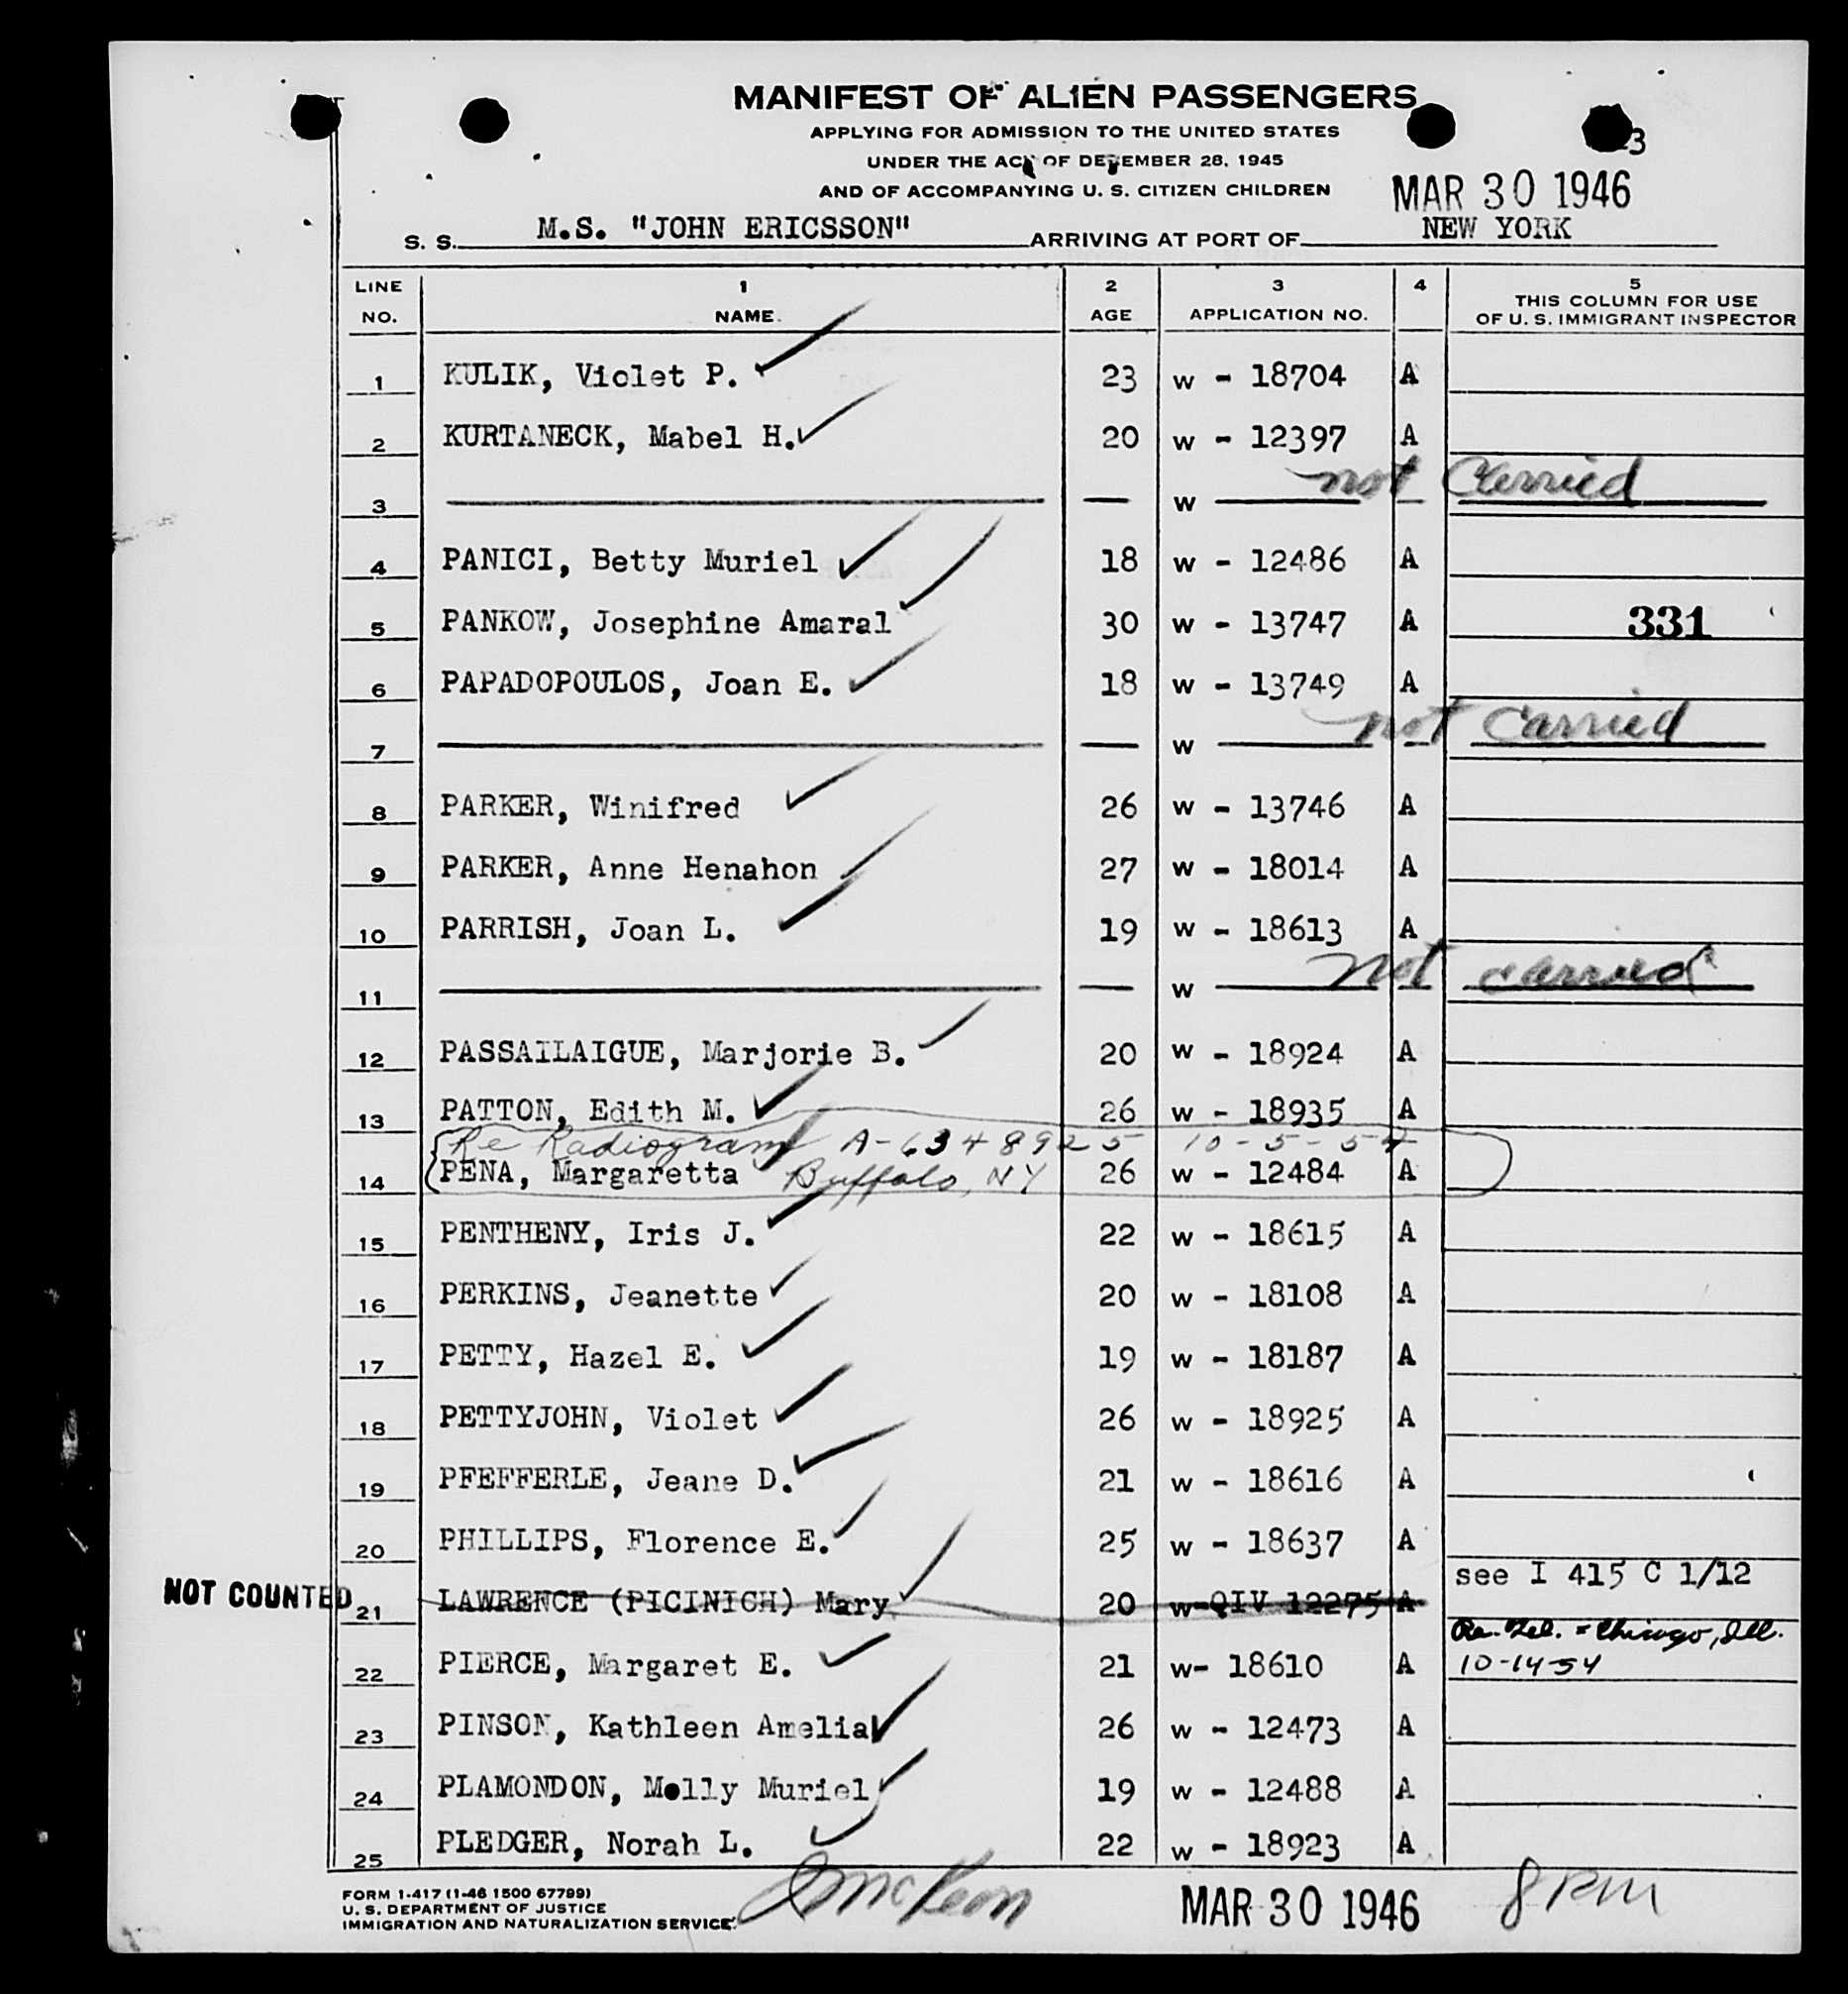 MANIFEST OF ALIEN PASSENGERS
APPLYING FOR ADMISSION TO THE UNITED STATES
UNDER THE ACT OF DECEMBER 28, 1945
AND OF ACCOMPANYING U. S. CITIZEN CHILDREN
3
MAR 30 1946
S. S. M.S. "JOHN ERICSSON" ARRIVING AT PORT OF NEW YORK
LINE NO. 1 NAME 2 AGE 3 APPLICATION NO. 4 5 THIS COLUMN FOR USE OF U. S. IMMIGRANT INSPECTOR
1 KULIK, Violet P. 23 W - 18704 A
2 KURTANECK, Mabel H. 20 W - 12397 A
3 — — W — not carried
4 PANICI, Betty Muriel 18 W - 12486 A
5 PANKOW, Josephine Amaral 30 W - 13747 A 331
6 PAPADOPOULOS, Joan E. 18 W - 13749 A
7 — — W — not carried
8 PARKER, Winifred 26 W - 13746 A
9 PARKER, Anne Henahon 27 W - 18014 A
10 PARRISH, Joan L. 19 W - 18613 A
11 — — W — not carried
12 PASSAILAIGUE, Marjorie B. 20 W - 18924 A
13 PATTON, Edith M. 26 W - 18935 A
Re Radiogram A-6348925 10-5-54
14 PENA, Margaretta Buffalo, NY 26 W - 12484 A
15 PENTHENY, Iris J. 22 W - 18615 A
16 PERKINS, Jeanette 20 W - 18108 A
17 PETTY, Hazel E. 19 W - 18187 A
18 PETTYJOHN, Violet 26 W - 18925 A
19 PFEFFERLE, Jeane D. 21 W - 18616 A
20 PHILLIPS, Florence E. 25 W - 18637 A
see I 415 C 1/12
NOT COUNTED 21 LAWRENCE (PICINICH) Mary 20 W-QIV 12275 A
Re. Tel. = Chicago, Ill.
22 PIERCE, Margaret E. 21 W- 18610 A 10-14-54
23 PINSON, Kathleen Amelia 26 W - 12473 A
24 PLAMONDON, Molly Muriel 19 W - 12488 A
25 PLEDGER, Norah L. 22 W - 18923 A
FORM I-417 (1-46 1500 67799)
U. S. DEPARTMENT OF JUSTICE
IMMIGRATION AND NATURALIZATION SERVICE
McKeon
MAR 30 1946
8 PM